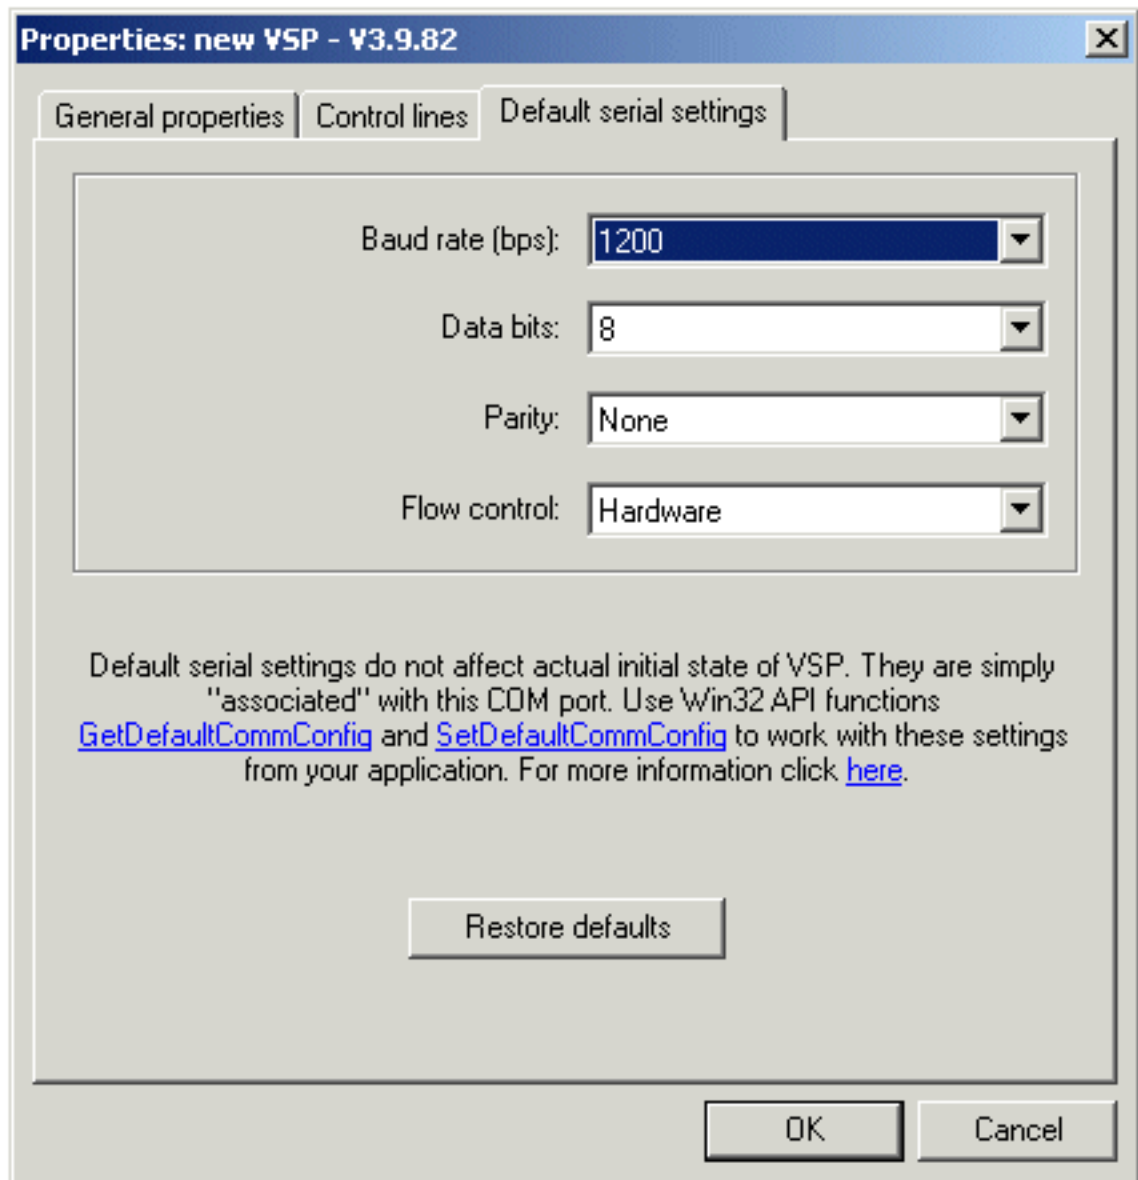 Properties: new VSP - V3.9.82
General properties
Control lines
Default serial settings
Baud rate (bps): 1200
Data bits: 8
Parity: None
Flow control: Hardware
Default serial settings do not affect actual initial state of VSP. They are simply
"associated" with this COM port. Use Win32 API functions
GetDefaultCommConfig and SetDefaultCommConfig to work with these settings
from your application. For more information click here.
Restore defaults
OK
Cancel